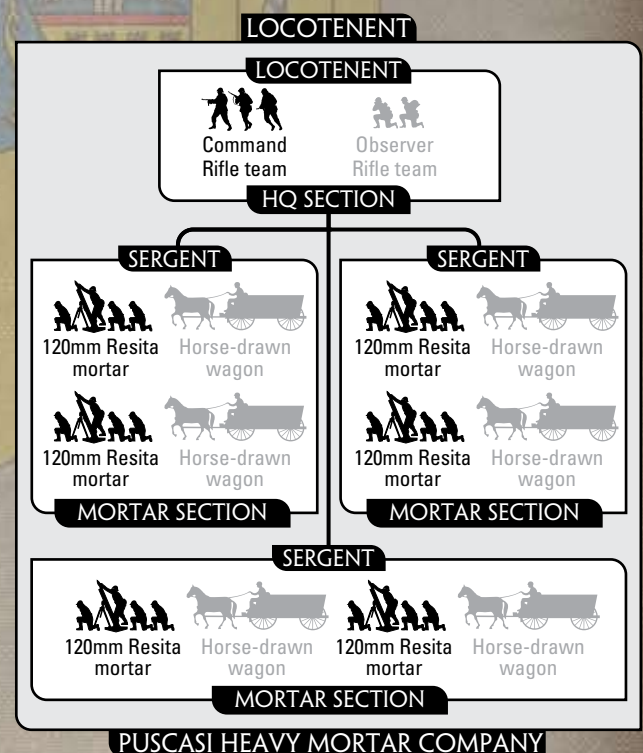 LOCOTENENT
LOCOTENENT
Command
Rifle team
Observer
Rifle team
HQ SECTION
SERGENT
120mm Resita
mortar
Horse-drawn
wagon
120mm Resita
mortar
Horse-drawn
wagon
MORTAR SECTION
SERGENT
120mm Resita
mortar
Horse-drawn
wagon
120mm Resita
mortar
Horse-drawn
wagon
MORTAR SECTION
SERGENT
120mm Resita
mortar
Horse-drawn
wagon
120mm Resita
mortar
Horse-drawn
wagon
MORTAR SECTION
PUSCASI HEAVY MORTAR COMPANY